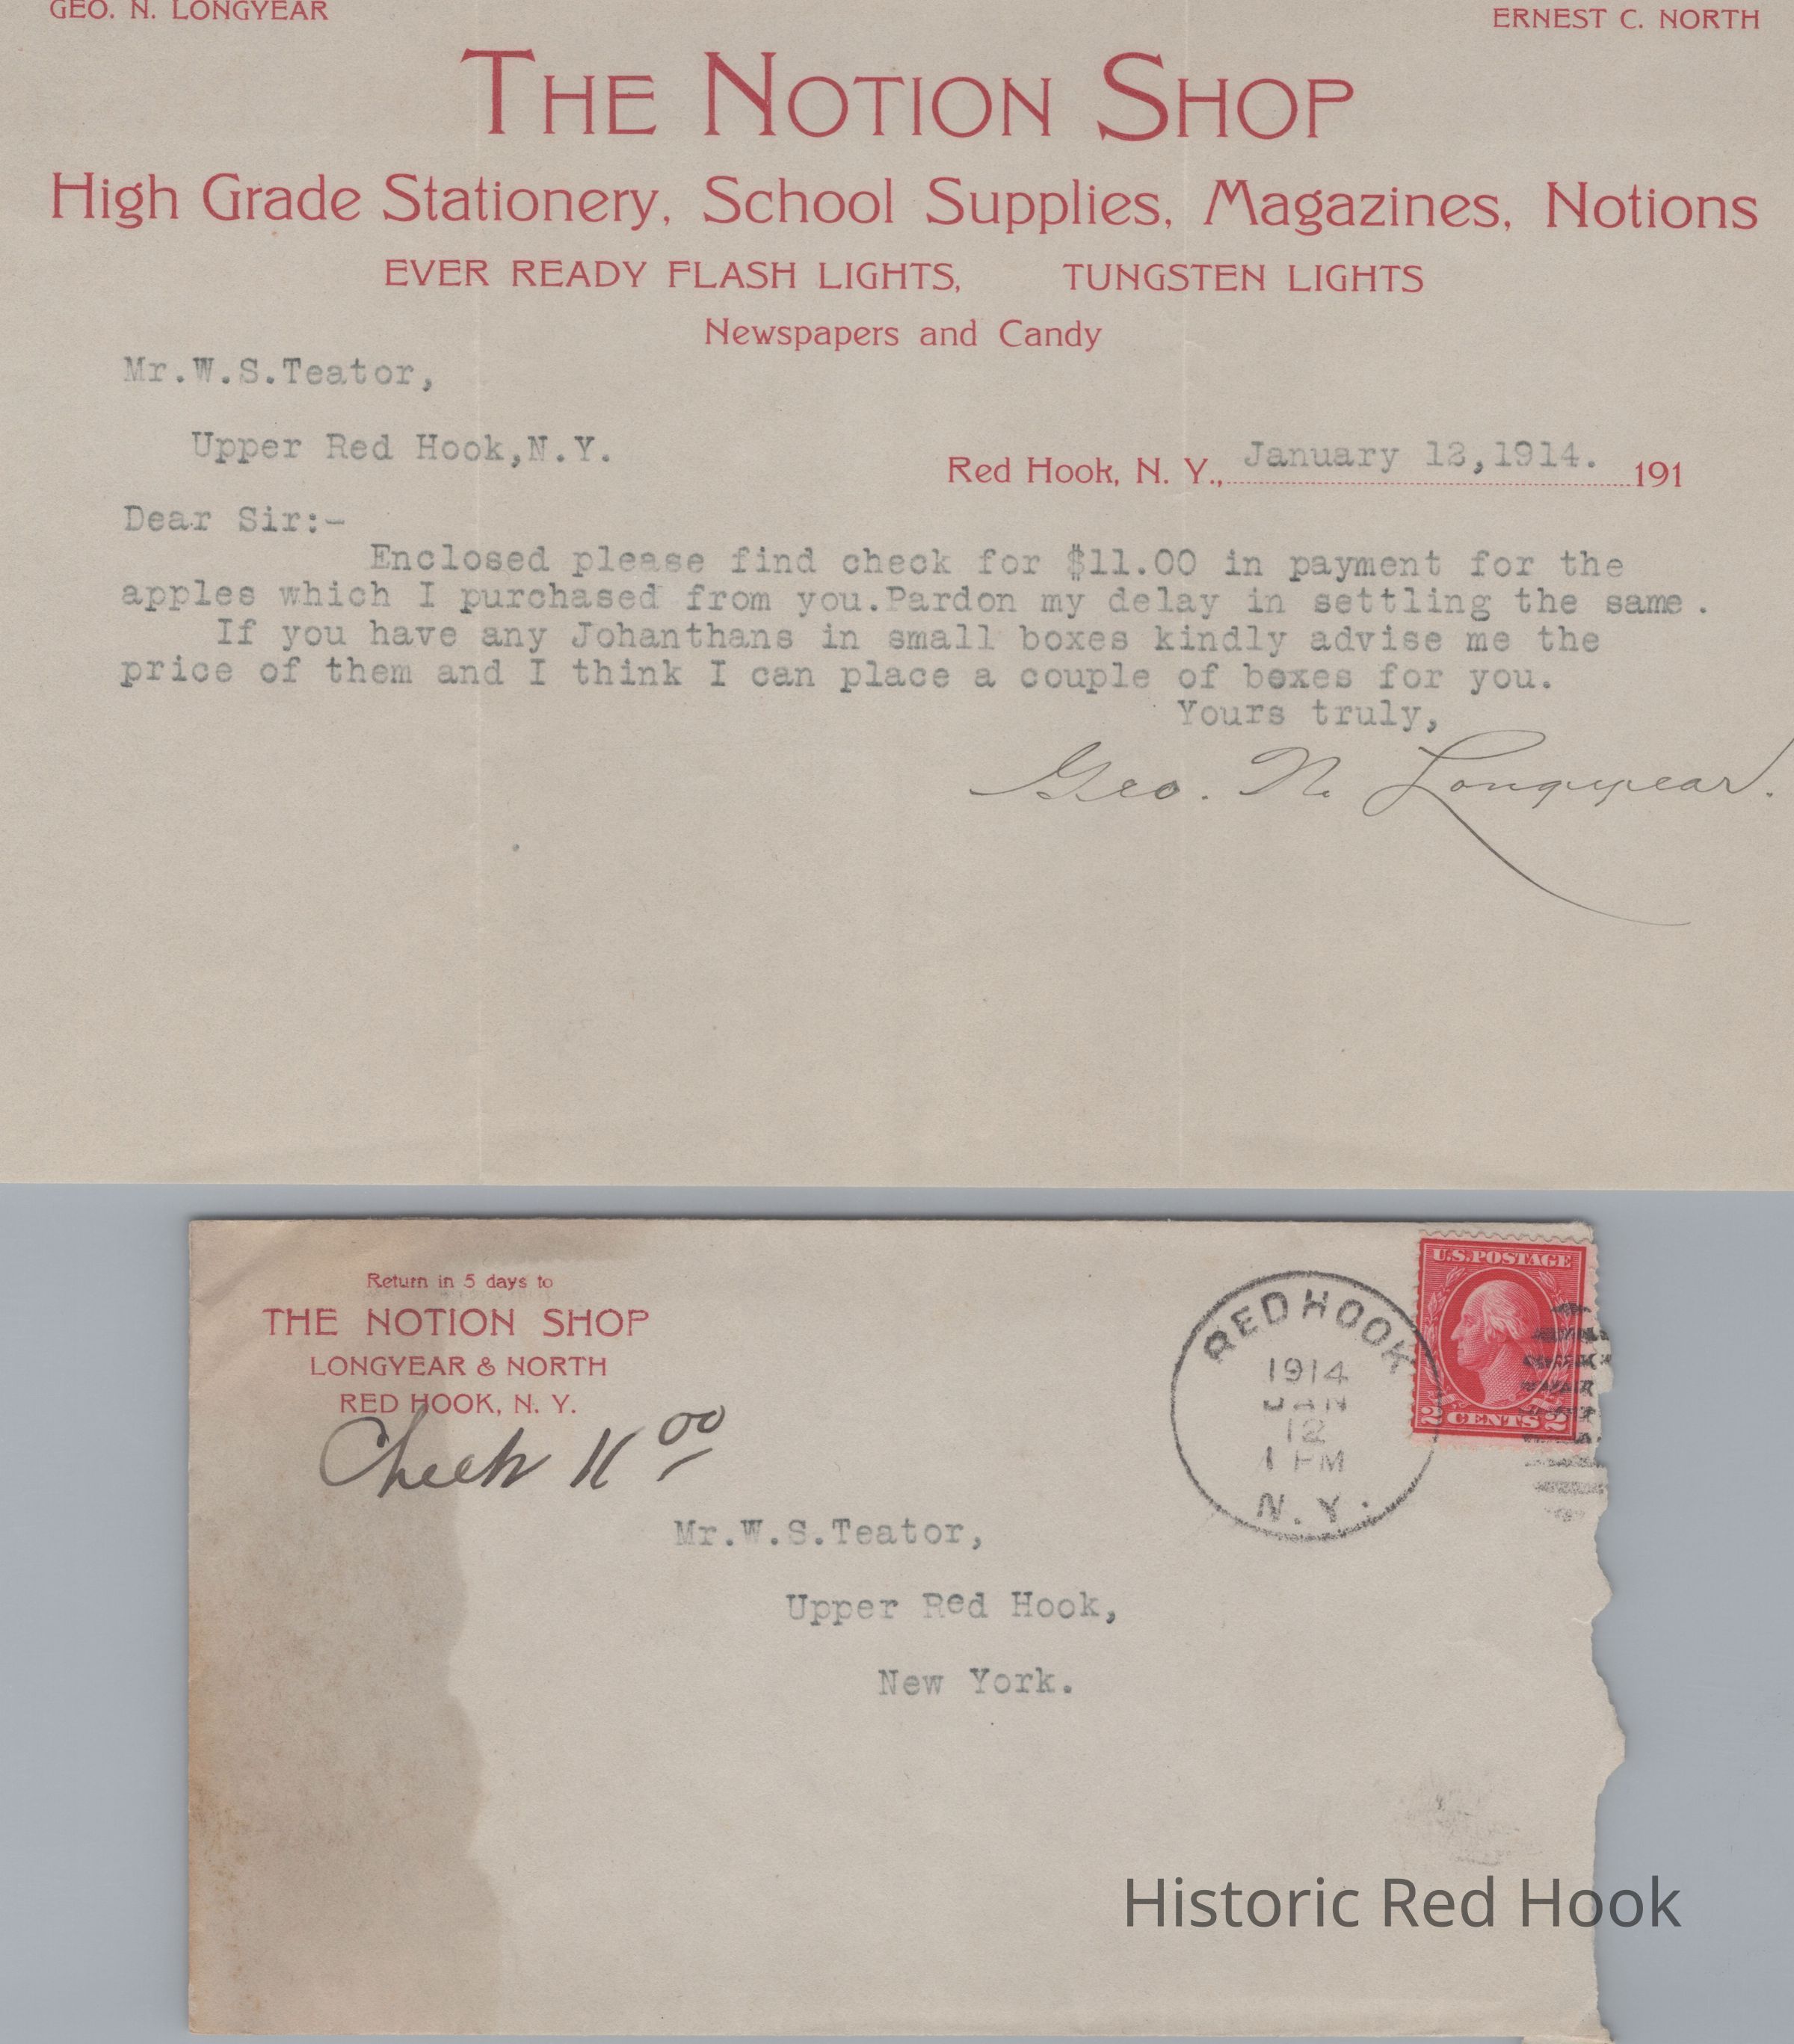 GEO. N. LONGYEAR
ERNEST C. NORTH
THE NOTION SHOP
High Grade Stationery, School Supplies, Magazines, Notions
EVER READY FLASH LIGHTS, TUNGSTEN LIGHTS
Newspapers and Candy
Mr.W.S.Teator,
Upper Red Hook,N.Y.
Red Hook, N. Y., January 12,1914. 191
Dear Sir:-
Enclosed please find check for $11.00 in payment for the
apples which I purchased from you.Pardon my delay in settling the same.
If you have any Johanthans in small boxes kindly advise me the
price of them and I think I can place a couple of boxes for you.
Yours truly,
Geo. N. Longyear.
Return in 5 days to
THE NOTION SHOP
LONGYEAR & NORTH
RED HOOK, N. Y.
Check 11 00
RED HOOK
1914
JAN
12
1 PM
N.Y.
U.S. POSTAGE
2 CENTS 2
Mr.W.S.Teator,
Upper Red Hook,
New York.
Historic Red Hook